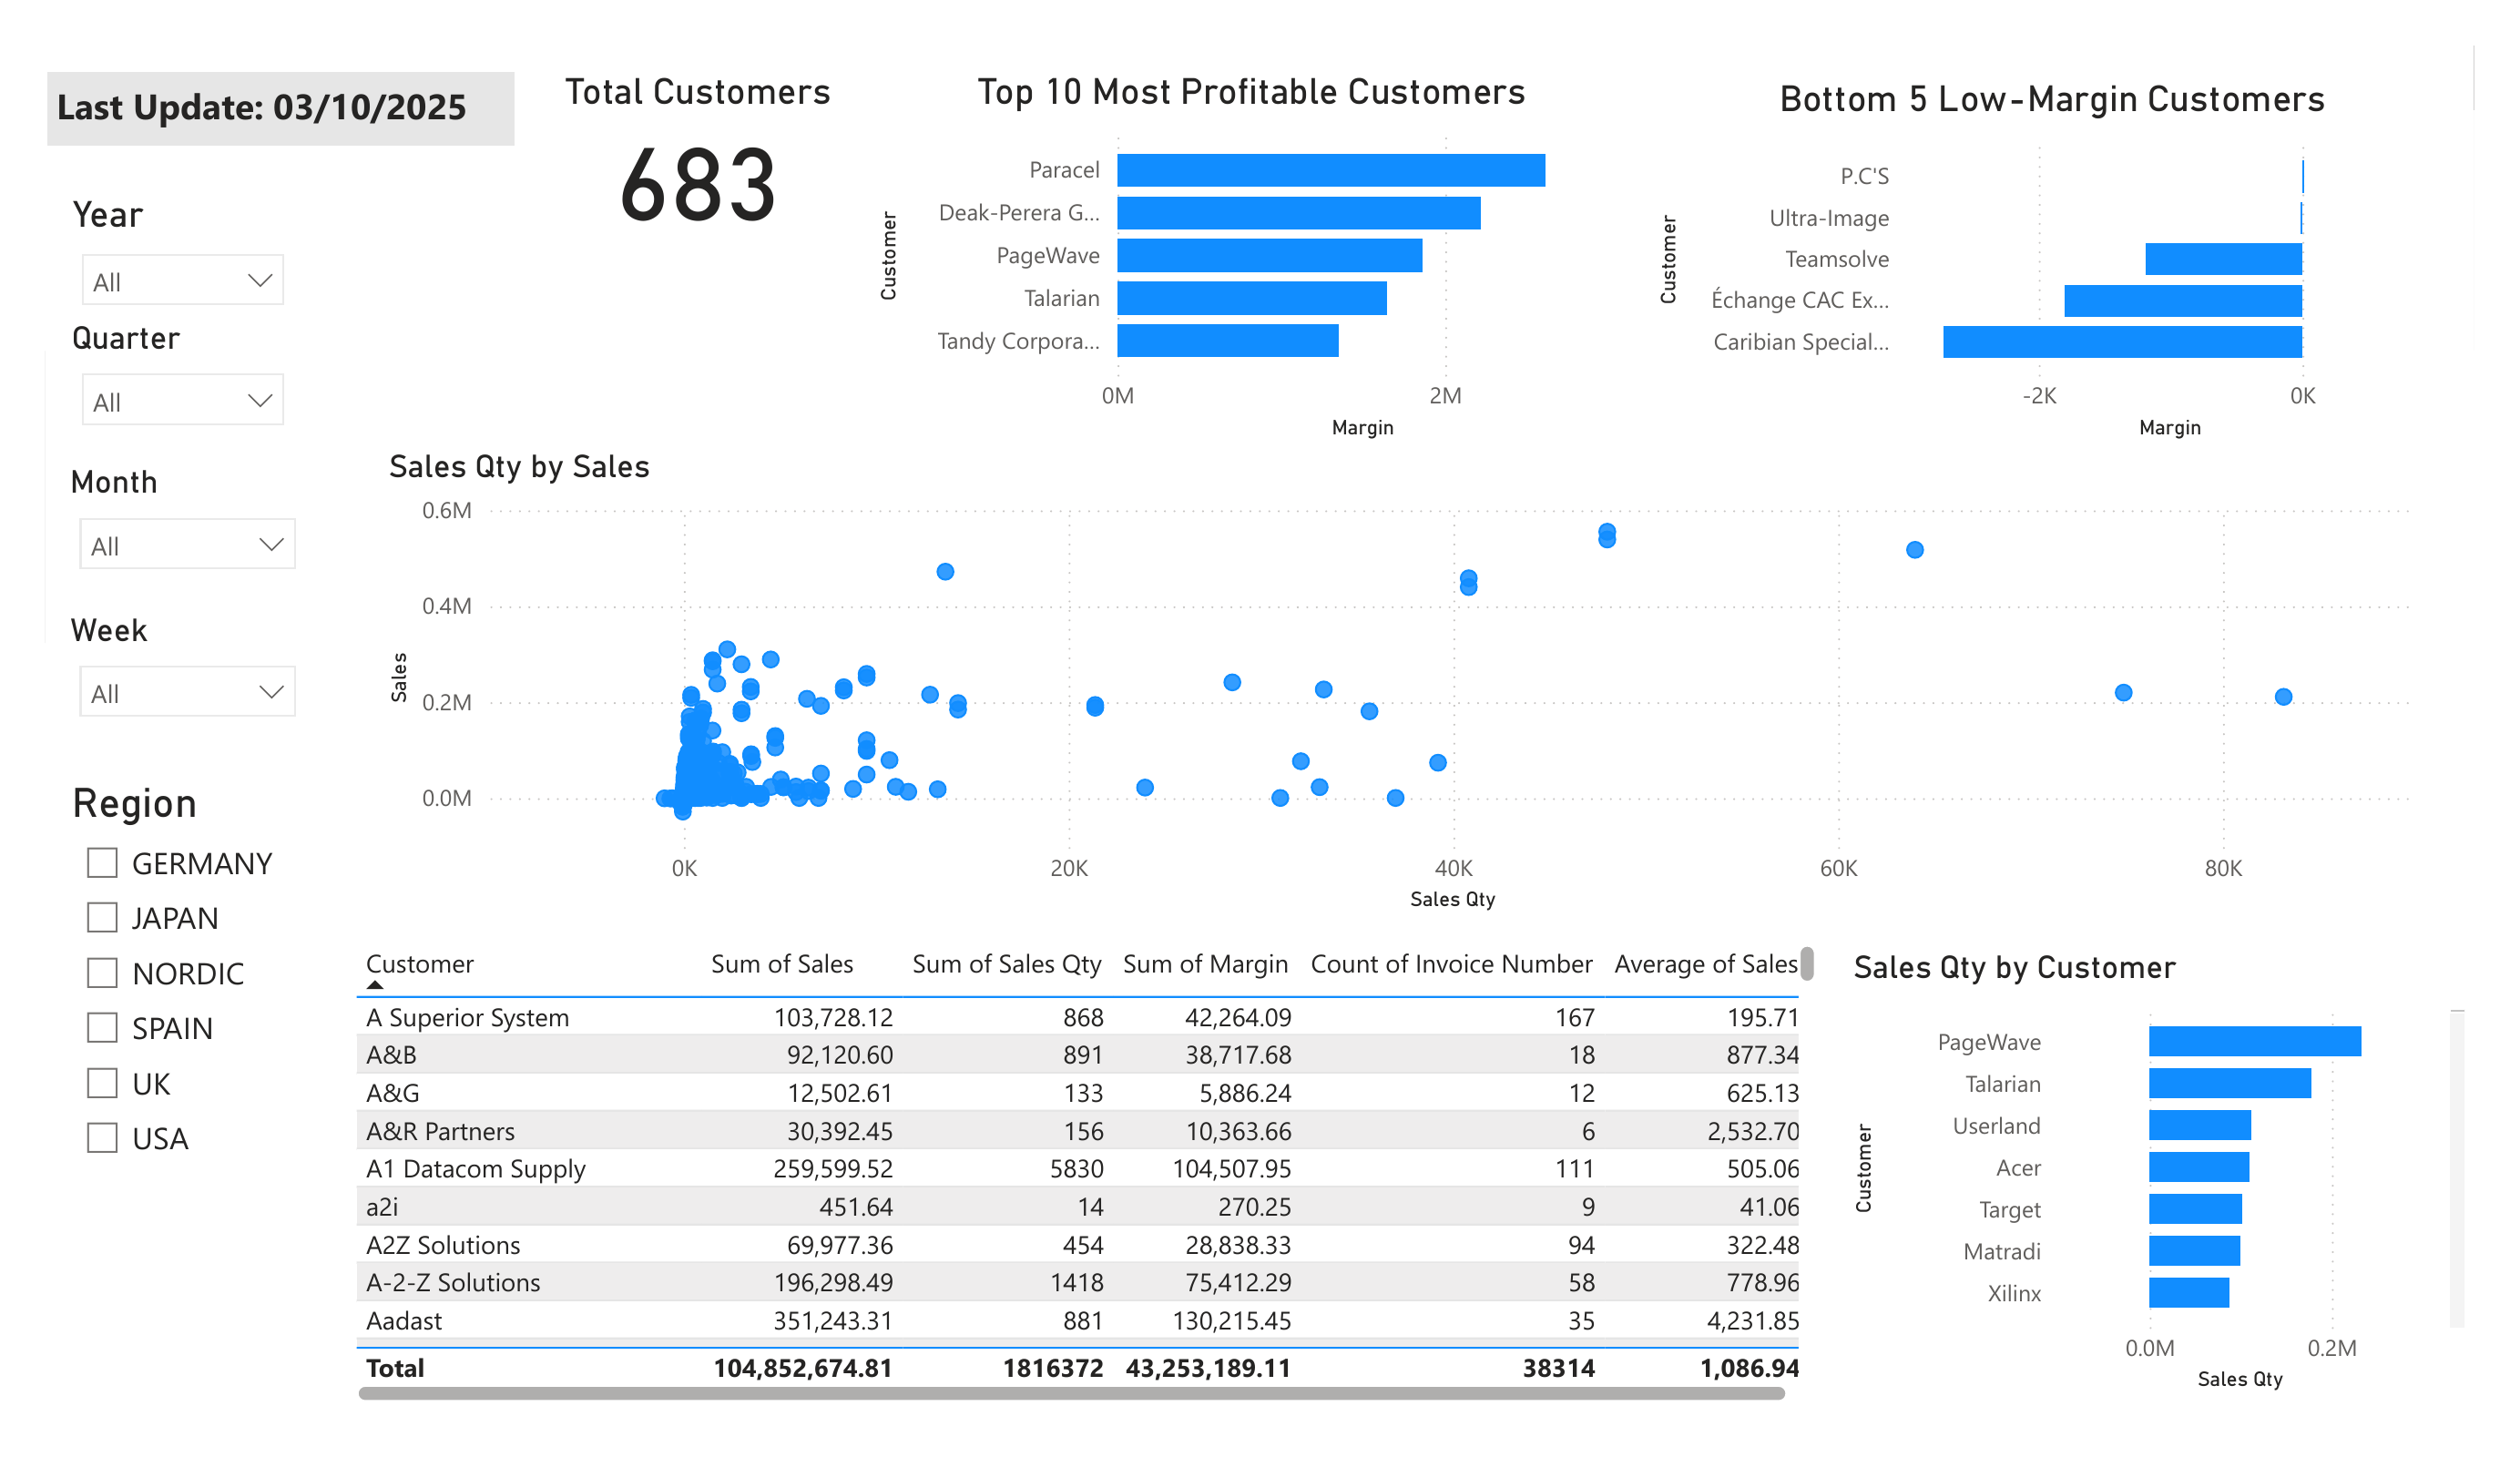 Last Update: 03/10/2025
Year
All
Quarter
All
Month
All
Week
All
Region
GERMANY
JAPAN
NORDIC
SPAIN
UK
USA
Total Customers
683
Top 10 Most Profitable Customers
Customer
Paracel
Deak-Perera G...
PageWave
Talarian
Tandy Corpora...
0M 2M
Margin
Bottom 5 Low-Margin Customers
Customer
P.C'S
Ultra-Image
Teamsolve
Échange CAC Ex...
Caribian Special...
-2K 0K
Margin
Sales Qty by Sales
Sales
0.6M
0.4M
0.2M
0.0M
0K 20K 40K 60K 80K
Sales Qty
Customer Sum of Sales Sum of Sales Qty Sum of Margin Count of Invoice Number Average of Sales
A Superior System 103,728.12 868 42,264.09 167 195.71
A&B 92,120.60 891 38,717.68 18 877.34
A&G 12,502.61 133 5,886.24 12 625.13
A&R Partners 30,392.45 156 10,363.66 6 2,532.70
A1 Datacom Supply 259,599.52 5830 104,507.95 111 505.06
a2i 451.64 14 270.25 9 41.06
A2Z Solutions 69,977.36 454 28,838.33 94 322.48
A-2-Z Solutions 196,298.49 1418 75,412.29 58 778.96
Aadast 351,243.31 881 130,215.45 35 4,231.85
Total 104,852,674.81 1816372 43,253,189.11 38314 1,086.94
Sales Qty by Customer
Customer
PageWave
Talarian
Userland
Acer
Target
Matradi
Xilinx
0.0M 0.2M
Sales Qty